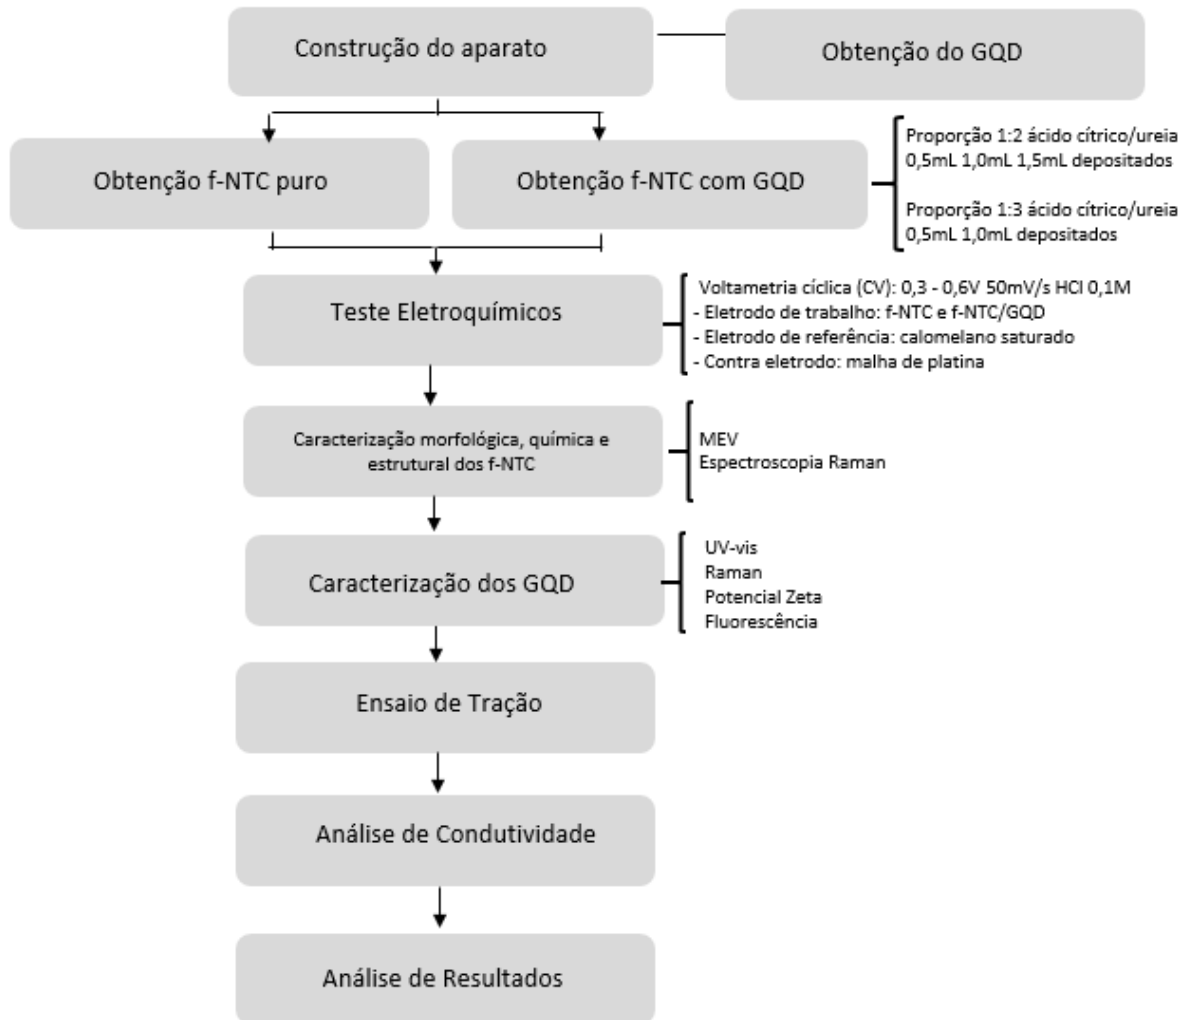 Construção do aparato
Obtenção do GQD
Obtenção f-NTC puro
Obtenção f-NTC com GQD
Proporção 1:2 ácido cítrico/ureia
0,5mL 1,0mL 1,5mL depositados
Proporção 1:3 ácido cítrico/ureia
0,5mL 1,0mL depositados
Teste Eletroquímicos
Voltametria cíclica (CV): 0,3 - 0,6V 50mV/s HCl 0,1M
- Eletrodo de trabalho: f-NTC e f-NTC/GQD
- Eletrodo de referência: calomelano saturado
- Contra eletrodo: malha de platina
Caracterização morfológica, química e
estrutural dos f-NTC
MEV
Espectroscopia Raman
Caracterização dos GQD
UV-vis
Raman
Potencial Zeta
Fluorescência
Ensaio de Tração
Análise de Condutividade
Análise de Resultados